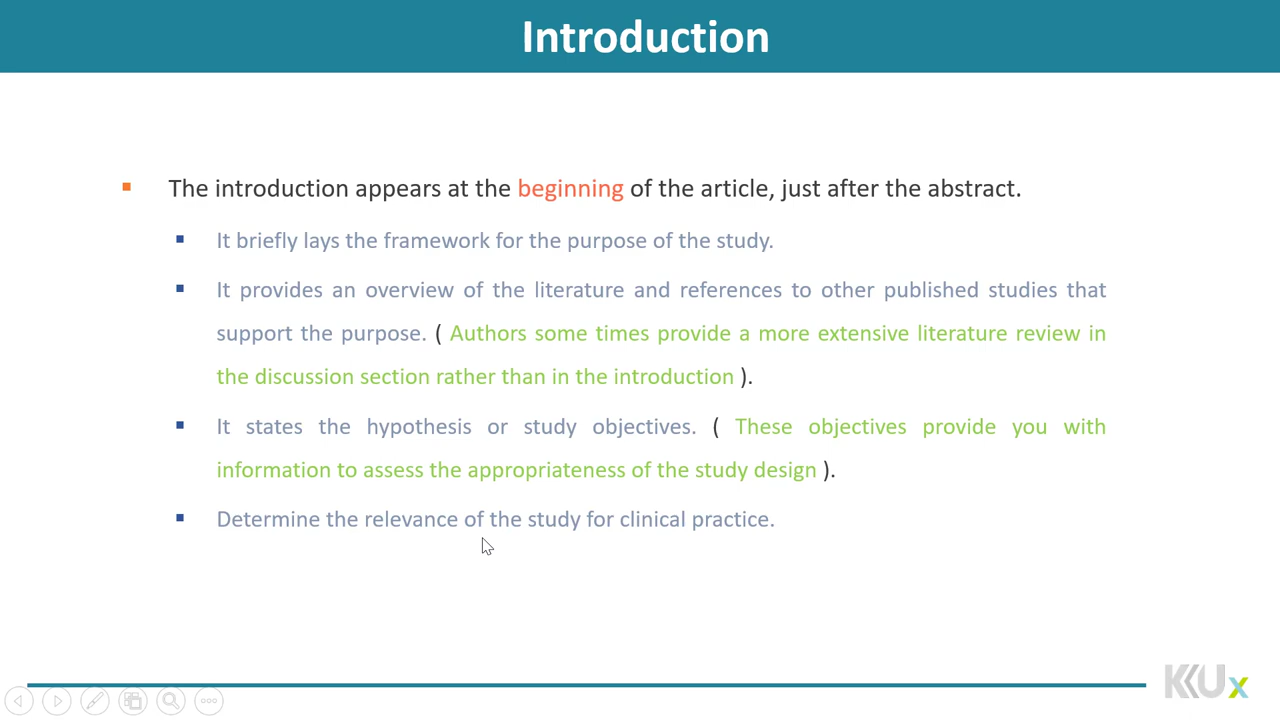 Introduction
▪ The introduction appears at the beginning of the article, just after the abstract.
▪ It briefly lays the framework for the purpose of the study.
▪ It provides an overview of the literature and references to other published studies that
support the purpose. ( Authors some times provide a more extensive literature review in
the discussion section rather than in the introduction ).
▪ It states the hypothesis or study objectives. ( These objectives provide you with
information to assess the appropriateness of the study design ).
▪ Determine the relevance of the study for clinical practice.
KKUx